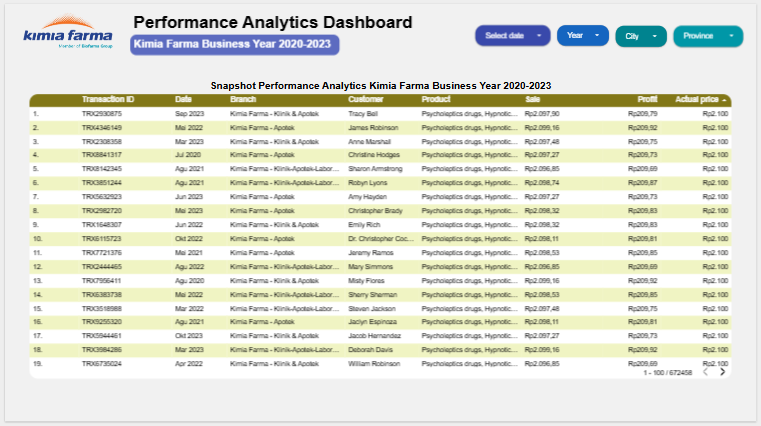 kimia farma
Member of Biofarma Group
Performance Analytics Dashboard
Kimia Farma Business Year 2020-2023
Select date Year City Province
Snapshot Performance Analytics Kimia Farma Business Year 2020-2023
Transaction ID Date Branch Customer Product Sale Profit Actual price
1. TRX2930875 Sep 2023 Kimia Farma - Klinik & Apotek Tracy Bell Psycholeptics drugs, Hypnotic... Rp2.097,90 Rp209,79 Rp2.100
2. TRX4346149 Mei 2022 Kimia Farma - Apotek James Robinson Psycholeptics drugs, Hypnotic... Rp2.099,16 Rp209,92 Rp2.100
3. TRX2308358 Mar 2023 Kimia Farma - Klinik & Apotek Anne Marshall Psycholeptics drugs, Hypnotic... Rp2.097,48 Rp209,75 Rp2.100
4. TRX8841317 Jul 2020 Kimia Farma - Apotek Christine Hodges Psycholeptics drugs, Hypnotic... Rp2.097,27 Rp209,73 Rp2.100
5. TRX8142345 Agu 2021 Kimia Farma - Klinik-Apotek-Labor... Sharon Armstrong Psycholeptics drugs, Hypnotic... Rp2.096,85 Rp209,69 Rp2.100
6. TRX3851244 Agu 2021 Kimia Farma - Klinik-Apotek-Labor... Robyn Lyons Psycholeptics drugs, Hypnotic... Rp2.098,74 Rp209,87 Rp2.100
7. TRX5632923 Jun 2023 Kimia Farma - Apotek Amy Hayden Psycholeptics drugs, Hypnotic... Rp2.097,27 Rp209,73 Rp2.100
8. TRX2982720 Mei 2023 Kimia Farma - Apotek Christopher Brady Psycholeptics drugs, Hypnotic... Rp2.098,32 Rp209,83 Rp2.100
9. TRX1648307 Jun 2022 Kimia Farma - Klinik & Apotek Emily Rich Psycholeptics drugs, Hypnotic... Rp2.098,32 Rp209,83 Rp2.100
10. TRX6115723 Okt 2022 Kimia Farma - Apotek Dr. Christopher Coc... Psycholeptics drugs, Hypnotic... Rp2.098,11 Rp209,81 Rp2.100
11. TRX7721376 Mei 2021 Kimia Farma - Apotek Jeremy Ramos Psycholeptics drugs, Hypnotic... Rp2.098,53 Rp209,85 Rp2.100
12. TRX2444465 Agu 2022 Kimia Farma - Klinik-Apotek-Labor... Mary Simmons Psycholeptics drugs, Hypnotic... Rp2.096,85 Rp209,69 Rp2.100
13. TRX7956411 Agu 2020 Kimia Farma - Klinik & Apotek Misty Flores Psycholeptics drugs, Hypnotic... Rp2.099,16 Rp209,92 Rp2.100
14. TRX6383738 Mei 2022 Kimia Farma - Klinik-Apotek-Labor... Sherry Sherman Psycholeptics drugs, Hypnotic... Rp2.098,53 Rp209,85 Rp2.100
15. TRX3518988 Mar 2022 Kimia Farma - Klinik-Apotek-Labor... Steven Jackson Psycholeptics drugs, Hypnotic... Rp2.097,48 Rp209,75 Rp2.100
16. TRX9255320 Agu 2021 Kimia Farma - Apotek Jaclyn Espinoza Psycholeptics drugs, Hypnotic... Rp2.098,11 Rp209,81 Rp2.100
17. TRX5944461 Okt 2023 Kimia Farma - Klinik & Apotek Jacob Hernandez Psycholeptics drugs, Hypnotic... Rp2.097,27 Rp209,73 Rp2.100
18. TRX3984286 Mar 2023 Kimia Farma - Klinik-Apotek-Labor... Deborah Davis Psycholeptics drugs, Hypnotic... Rp2.099,16 Rp209,92 Rp2.100
19. TRX6735024 Apr 2022 Kimia Farma - Klinik & Apotek William Robinson Psycholeptics drugs, Hypnotic... Rp2.096,85 Rp209,69 Rp2.100
1 - 100 / 672458